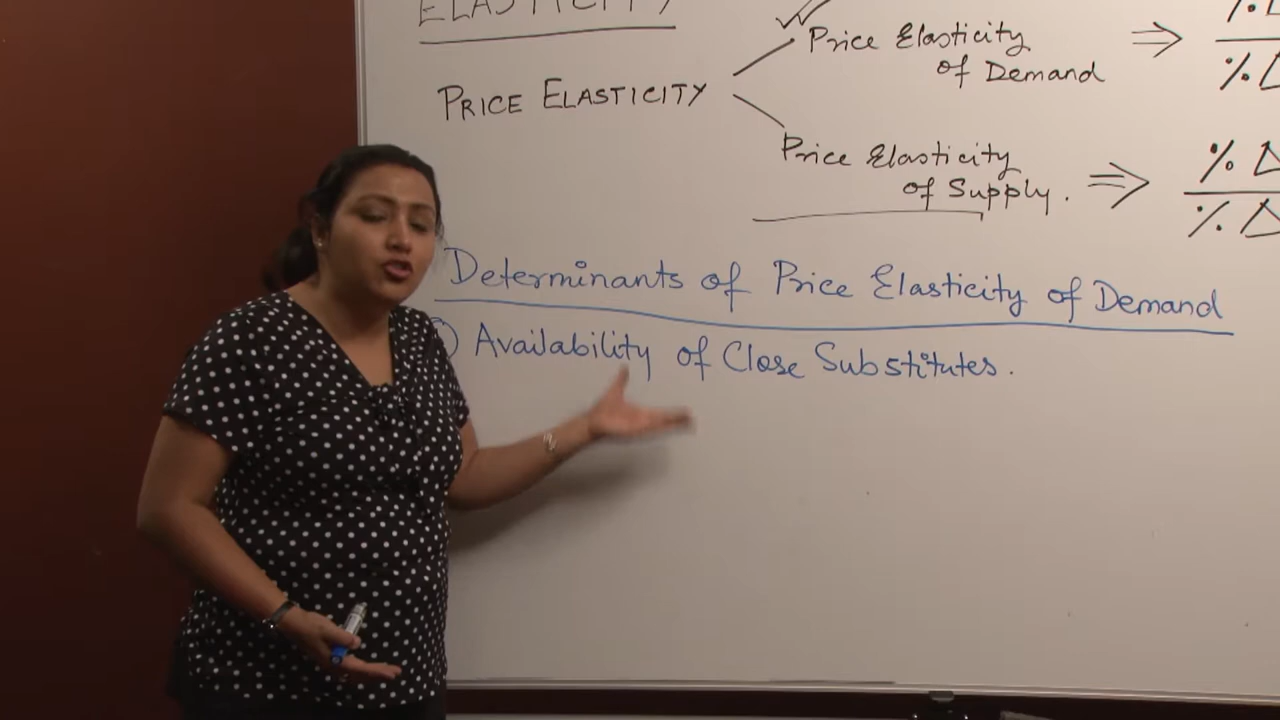 ELASTICITY
Price Elasticity
of Demand ⇒
PRICE ELASTICITY
Price Elasticity
of Supply. ⇒
% Δ
% Δ
% Δ
Determinants of Price Elasticity of Demand
Availability of Close Substitutes.